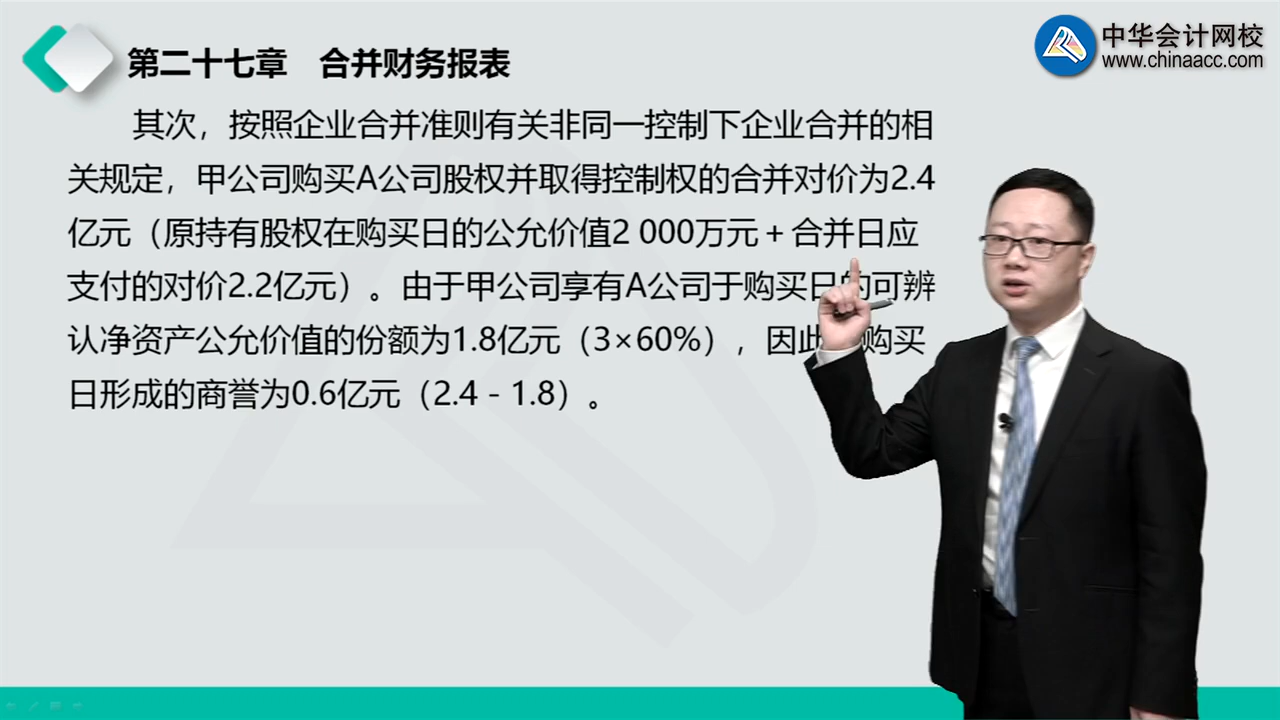 第二十七章 合并财务报表
中华会计网校
www.chinaacc.com
其次，按照企业合并准则有关非同一控制下企业合并的相
关规定，甲公司购买A公司股权并取得控制权的合并对价为2.4
亿元（原持有股权在购买日的公允价值2 000万元＋合并日应
支付的对价2.2亿元）。由于甲公司享有A公司于购买日的可辨
认净资产公允价值的份额为1.8亿元（3×60%），因此 购买
日形成的商誉为0.6亿元（2.4－1.8）。